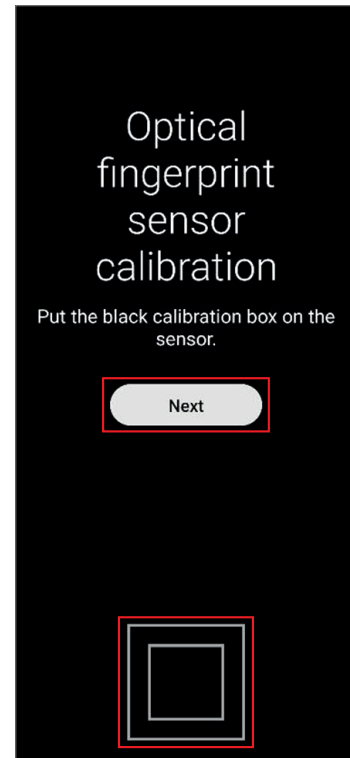 Optical
fingerprint
sensor
calibration
Put the black calibration box on the
sensor.
Next